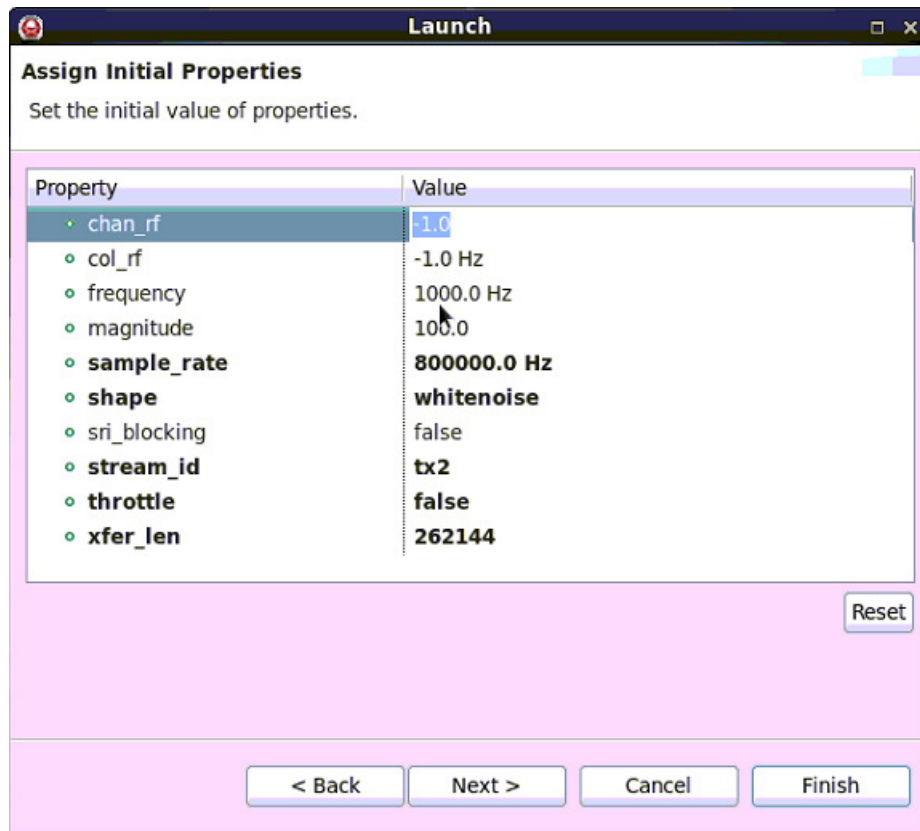 Launch
Assign Initial Properties
Set the initial value of properties.
Property Value
chan_rf -1.0
col_rf -1.0 Hz
frequency 1000.0 Hz
magnitude 100.0
sample_rate 800000.0 Hz
shape whitenoise
sri_blocking false
stream_id tx2
throttle false
xfer_len 262144
Reset
< Back Next > Cancel Finish